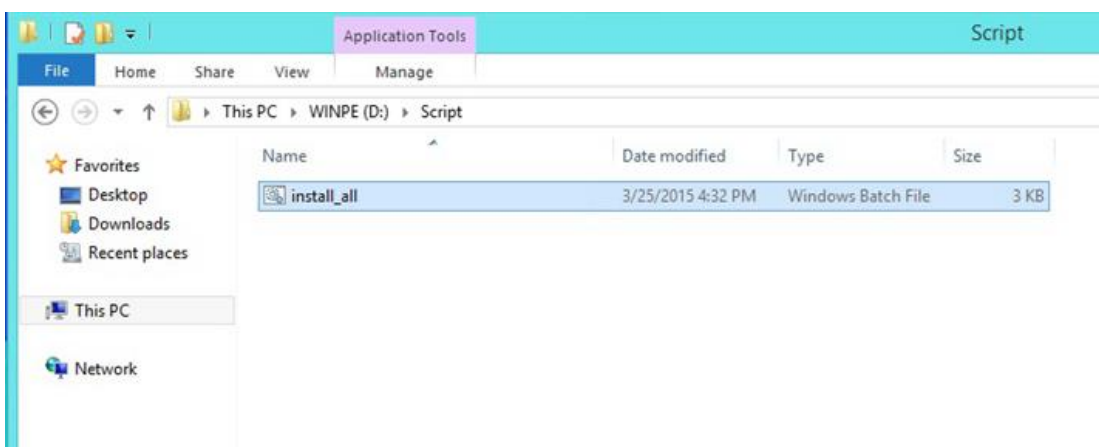 Application Tools
Script
File Home Share View Manage
This PC WINPE (D:) Script
Name Date modified Type Size
install_all 3/25/2015 4:32 PM Windows Batch File 3 KB
Favorites
Desktop
Downloads
Recent places
This PC
Network